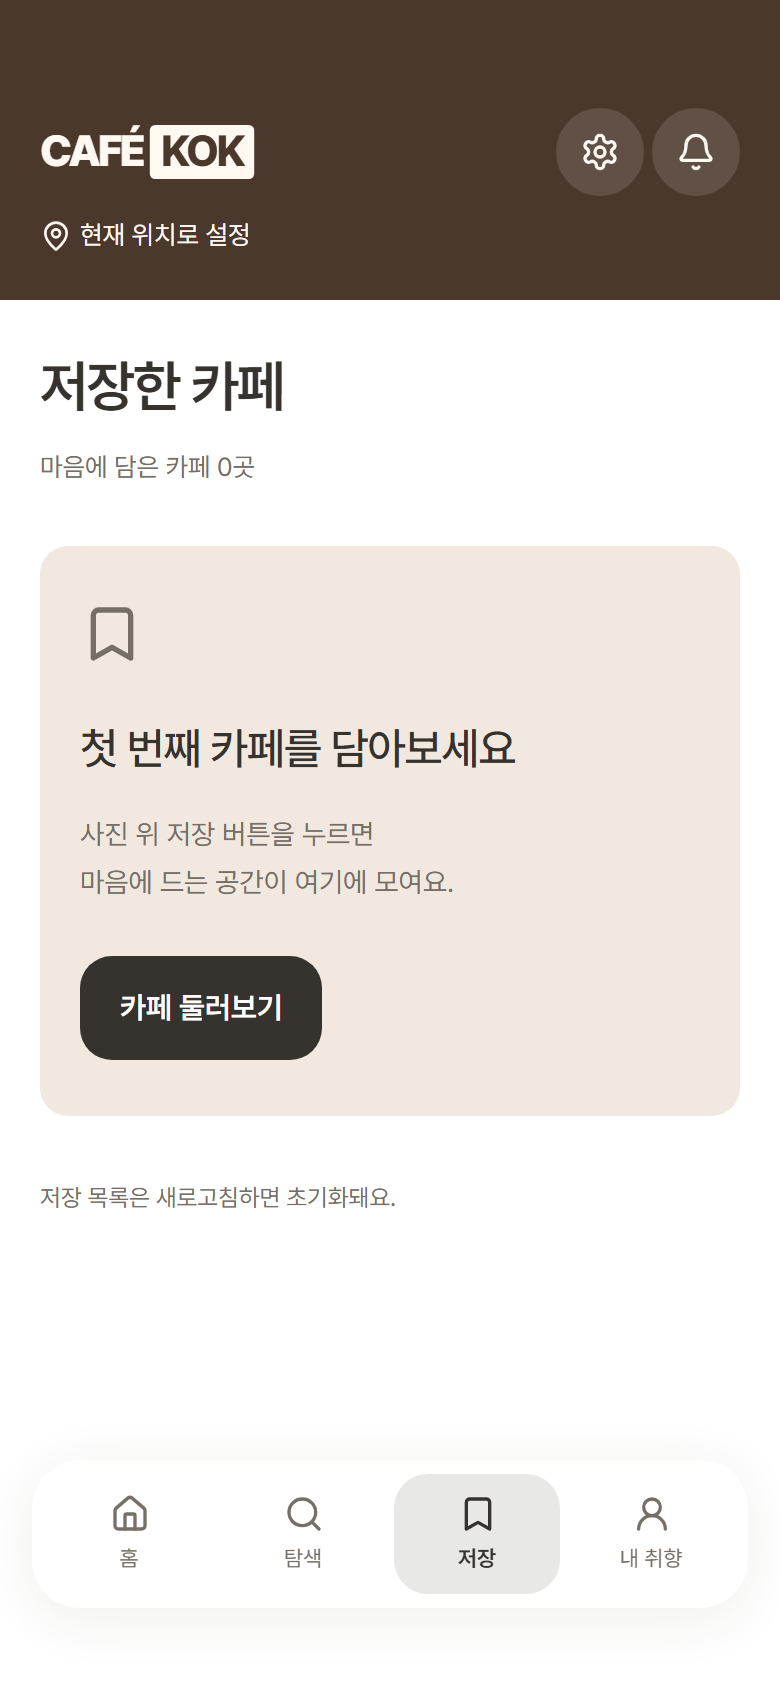 CAFÉ KOK
현재 위치로 설정
저장한 카페
마음에 담은 카페 0곳
첫 번째 카페를 담아보세요
사진 위 저장 버튼을 누르면
마음에 드는 공간이 여기에 모여요.
카페 둘러보기
저장 목록은 새로고침하면 초기화돼요.
홈 탐색 저장 내 취향